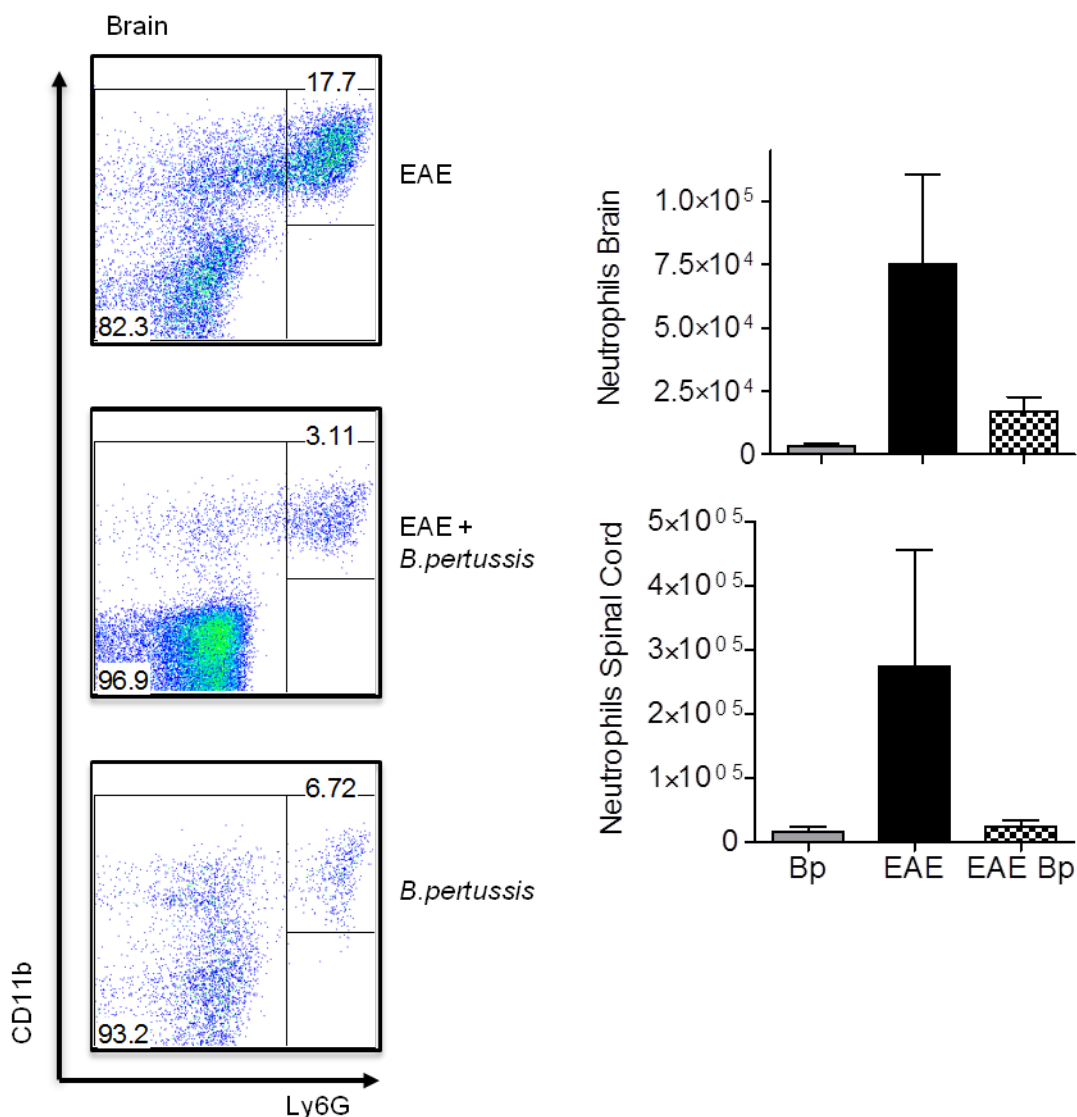 Brain
17.7
82.3
EAE
3.11
96.9
EAE +
B.pertussis
6.72
93.2
B.pertussis
CD11b
Ly6G
Neutrophils Brain
1.0×10⁵
7.5×10⁴
5.0×10⁴
2.5×10⁴
0
Neutrophils Spinal Cord
5×10⁰⁵
4×10⁰⁵
3×10⁰⁵
2×10⁰⁵
1×10⁰⁵
0
Bp EAE EAE Bp